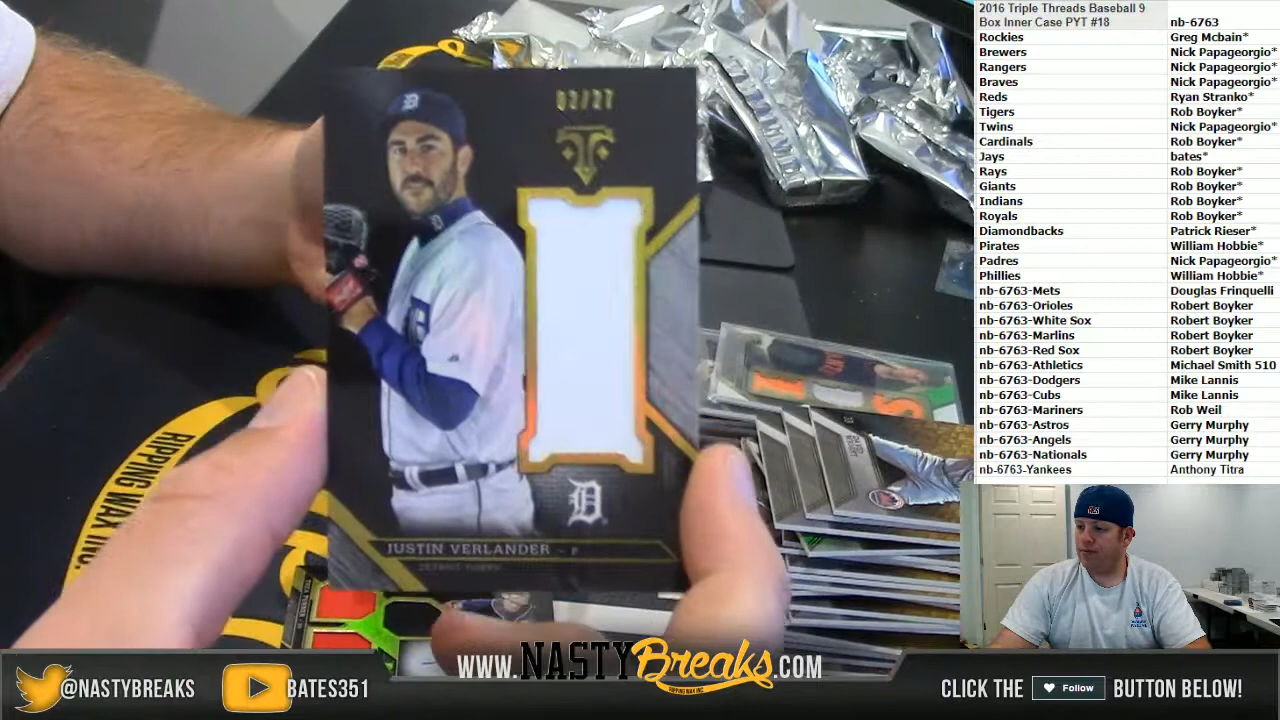 2016 Triple Threads Baseball 9
Box Inner Case PYT #18 nb-6763
Rockies Greg Mcbain*
Brewers Nick Papageorgio*
Rangers Nick Papageorgio*
Braves Nick Papageorgio*
Reds Ryan Stranko*
Tigers Rob Boyker*
Twins Nick Papageorgio*
Cardinals Rob Boyker*
Jays bates*
Rays Rob Boyker*
Giants Rob Boyker*
Indians Rob Boyker*
Royals Rob Boyker*
Diamondbacks Patrick Rieser*
Pirates William Hobbie*
Padres Nick Papageorgio*
Phillies William Hobbie*
nb-6763-Mets Douglas Frinquelli
nb-6763-Orioles Robert Boyker
nb-6763-White Sox Robert Boyker
nb-6763-Marlins Robert Boyker
nb-6763-Red Sox Robert Boyker
nb-6763-Athletics Michael Smith 510
nb-6763-Dodgers Mike Lannis
nb-6763-Cubs Mike Lannis
nb-6763-Mariners Rob Weil
nb-6763-Astros Gerry Murphy
nb-6763-Angels Gerry Murphy
nb-6763-Nationals Gerry Murphy
nb-6763-Yankees Anthony Titra
D
D
JUSTIN VERLANDER - P
RIPPING WAX INC.
@NASTYBREAKS
BATES351
WWW.NASTYBreaks.COM
RIPPING WAX INC
CLICK THE Follow BUTTON BELOW!